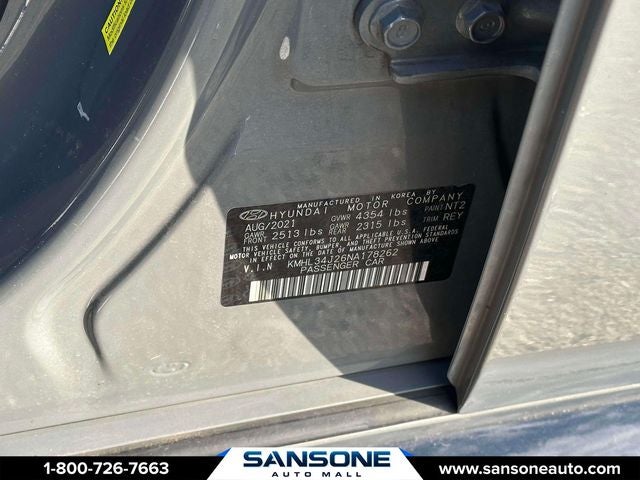 CAUTION
MANUFACTURED IN KOREA BY
HYUNDAI MOTOR COMPANY
AUG/2021 GVWR 4354 lbs PAINT NT2
GAWR FRONT 2513 lbs GAWR REAR 2315 lbs TRIM REY
THIS VEHICLE CONFORMS TO ALL APPLICABLE U.S.A. FEDERAL
MOTOR VEHICLE SAFETY, BUMPER, AND THEFT PREVENTION STANDARDS
IN EFFECT ON THE DATE OF MANUFACTURE SHOWN ABOVE.
V.I.N KMHL34J26NA178262
PASSENGER CAR
1-800-726-7663
SANSONE
AUTO MALL
www.sansoneauto.com